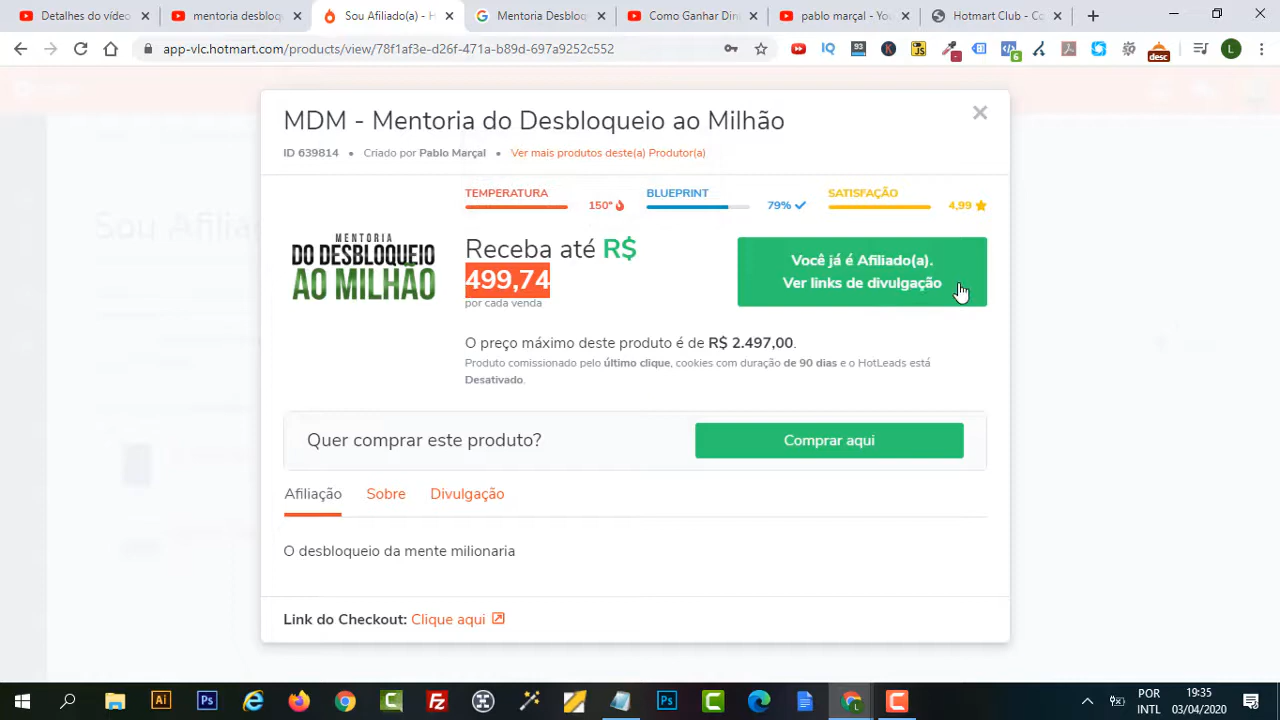 Detalhes do vídeo
mentoria desbloq
Sou Afiliado(a) - H
Mentoria Desbloq
Como Ganhar Din
pablo marçal - Yo
Hotmart Club - Co
app-vlc.hotmart.com/products/view/78f1af3e-d26f-471a-b89d-697a9252c552
MDM - Mentoria do Desbloqueio ao Milhão
ID 639814 • Criado por Pablo Marçal • Ver mais produtos deste(a) Produtor(a)
TEMPERATURA
150°
BLUEPRINT
79%
SATISFAÇÃO
4,99
MENTORIA
DO DESBLOQUEIO
AO MILHÃO
Receba até R$
499,74
por cada venda
Você já é Afiliado(a).
Ver links de divulgação
O preço máximo deste produto é de R$ 2.497,00.
Produto comissionado pelo último clique, cookies com duração de 90 dias e o HotLeads está
Desativado.
Quer comprar este produto?
Comprar aqui
Afiliação
Sobre
Divulgação
O desbloqueio da mente milionaria
Link do Checkout: Clique aqui
POR
INTL
19:35
03/04/2020